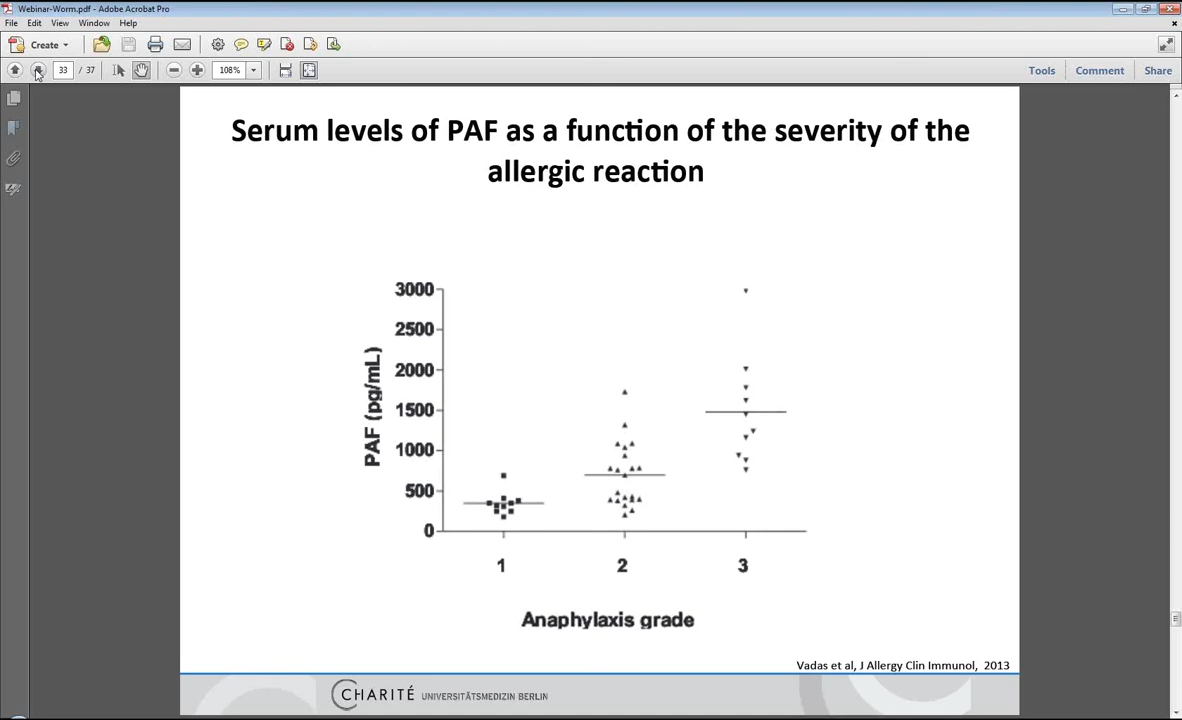 Webinar-Worm.pdf - Adobe Acrobat Pro
File Edit View Window Help
Create
33 / 37 108% Tools Comment Share
Serum levels of PAF as a function of the severity of the
allergic reaction
3000
2500
2000
1500
1000
500
0
PAF (pg/mL)
1 2 3
Anaphylaxis grade
Vadas et al, J Allergy Clin Immunol, 2013
CHARITÉ UNIVERSITÄTSMEDIZIN BERLIN